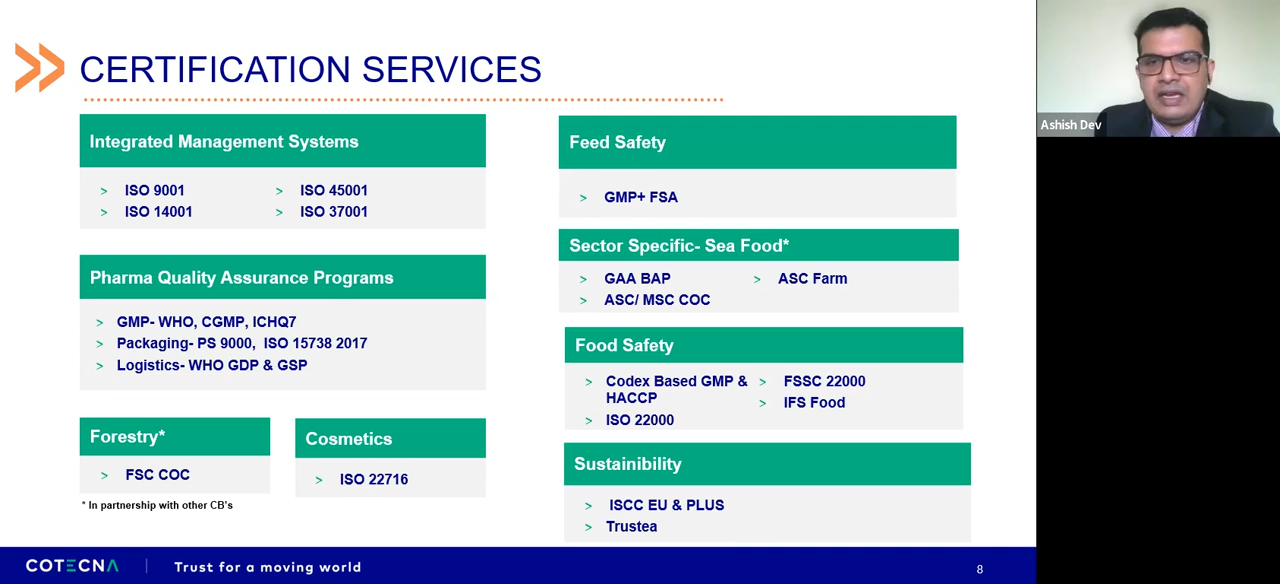 CERTIFICATION SERVICES
Integrated Management Systems
> ISO 9001 > ISO 45001
> ISO 14001 > ISO 37001
Pharma Quality Assurance Programs
> GMP- WHO, CGMP, ICHQ7
> Packaging- PS 9000, ISO 15738 2017
> Logistics- WHO GDP & GSP
Forestry*
> FSC COC
Cosmetics
> ISO 22716
* In partnership with other CB's
Feed Safety
> GMP+ FSA
Sector Specific- Sea Food*
> GAA BAP > ASC Farm
> ASC/ MSC COC
Food Safety
> Codex Based GMP & > FSSC 22000
HACCP > IFS Food
> ISO 22000
Sustainibility
> ISCC EU & PLUS
> Trustea
COTECNA | Trust for a moving world
8
Ashish Dev